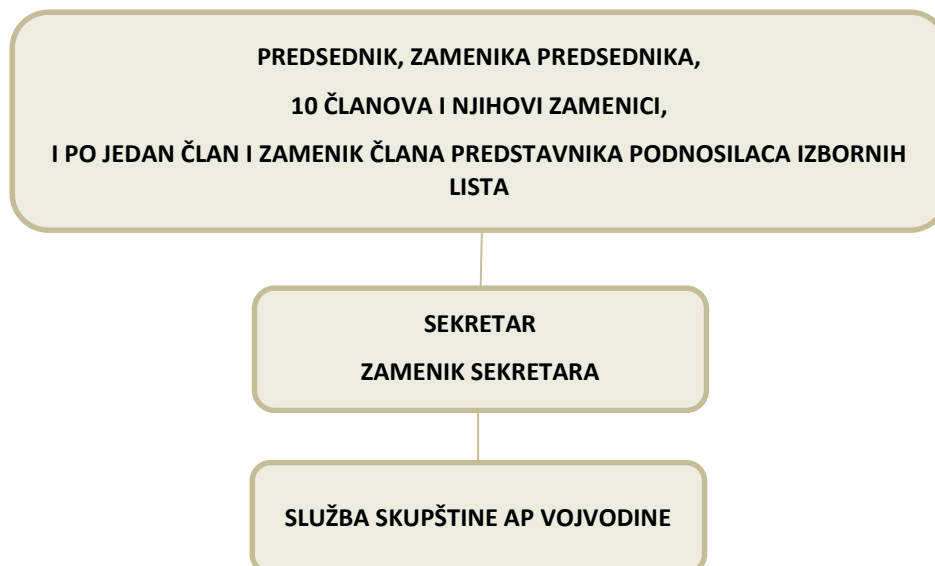 PREDSEDNIK, ZAMENIKA PREDSEDNIKA,
10 ČLANOVA I NJIHOVI ZAMENICI,
I PO JEDAN ČLAN I ZAMENIK ČLANA PREDSTAVNIKA PODNOSILACA IZBORNIH
LISTA
SEKRETAR
ZAMENIK SEKRETARA
SLUŽBA SKUPŠTINE AP VOJVODINE